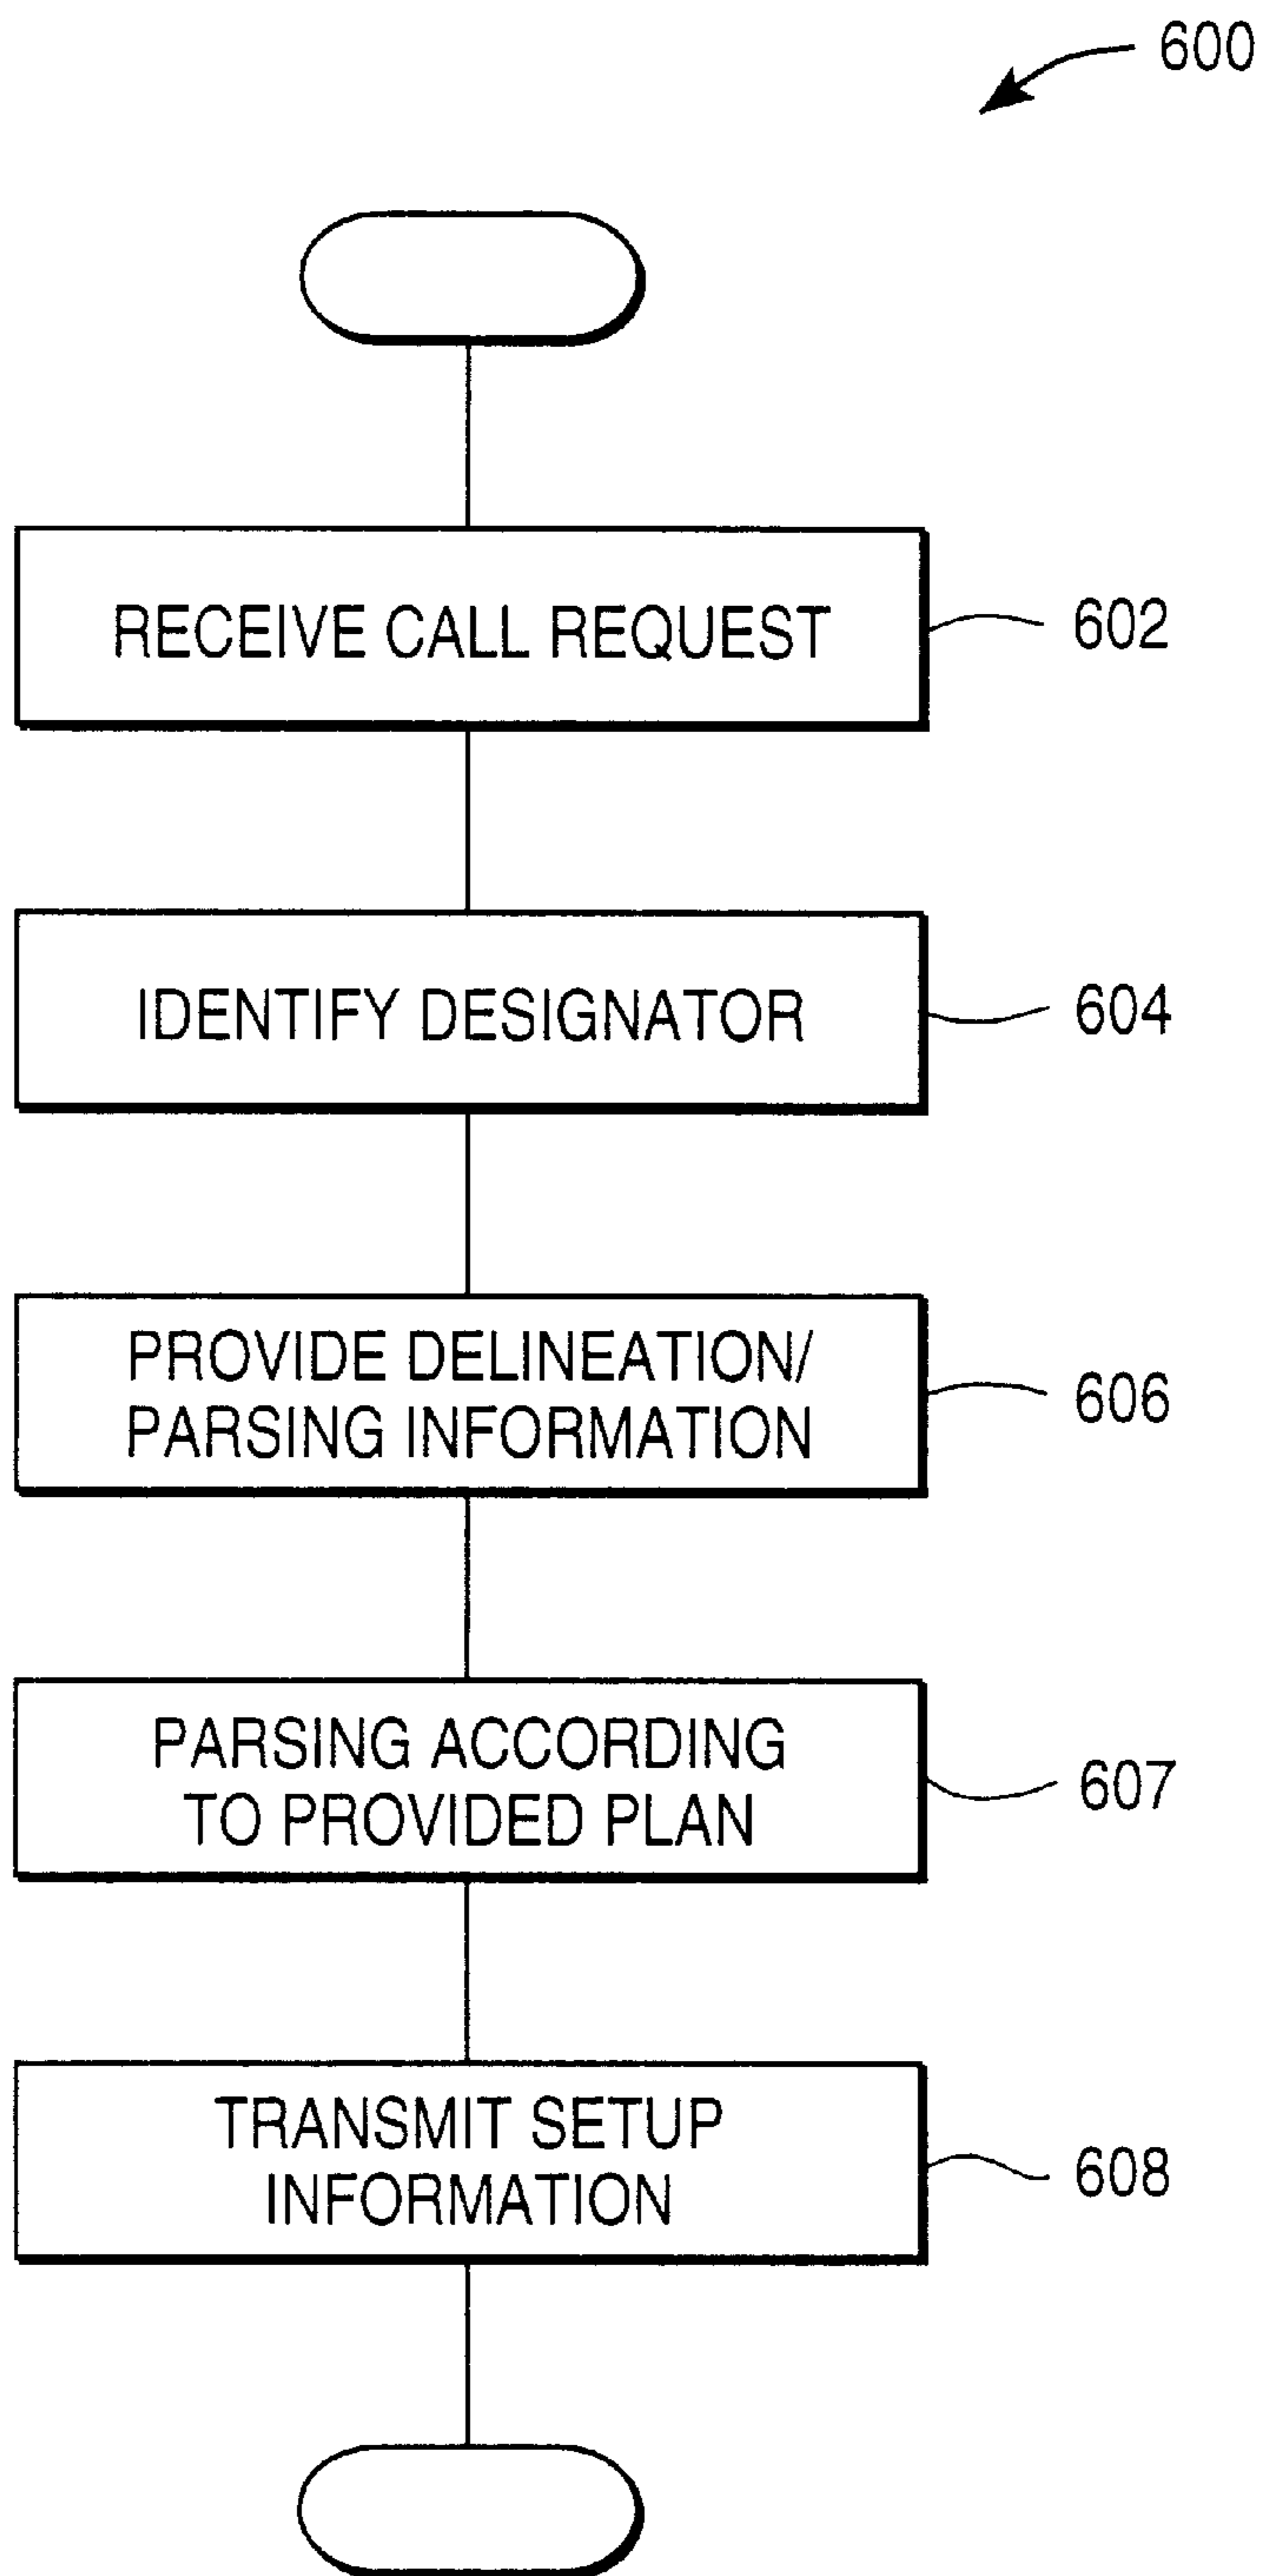 600
RECEIVE CALL REQUEST
602
IDENTIFY DESIGNATOR
604
PROVIDE DELINEATION/
PARSING INFORMATION
606
PARSING ACCORDING
TO PROVIDED PLAN
607
TRANSMIT SETUP
INFORMATION
608